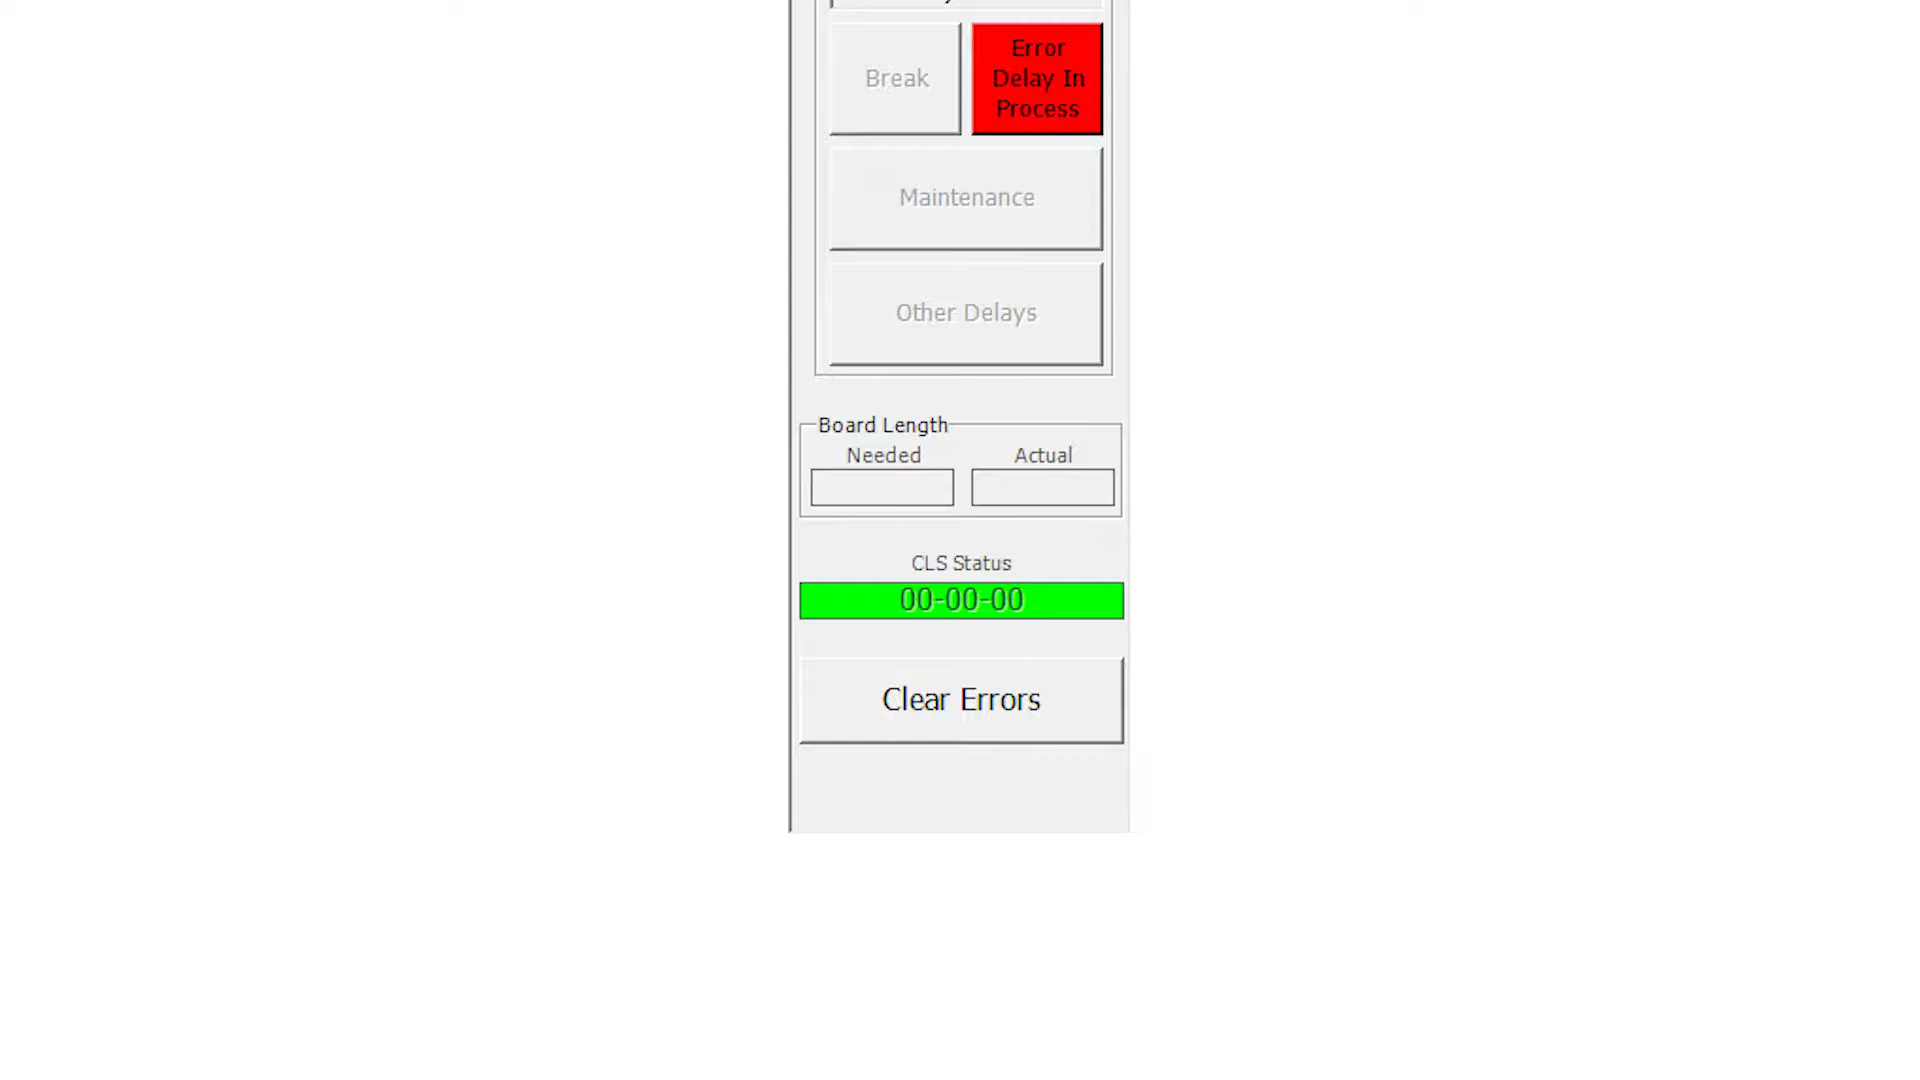 Break
Error
Delay In
Process
Maintenance
Other Delays
Board Length
Needed
Actual
CLS Status
00-00-00
Clear Errors